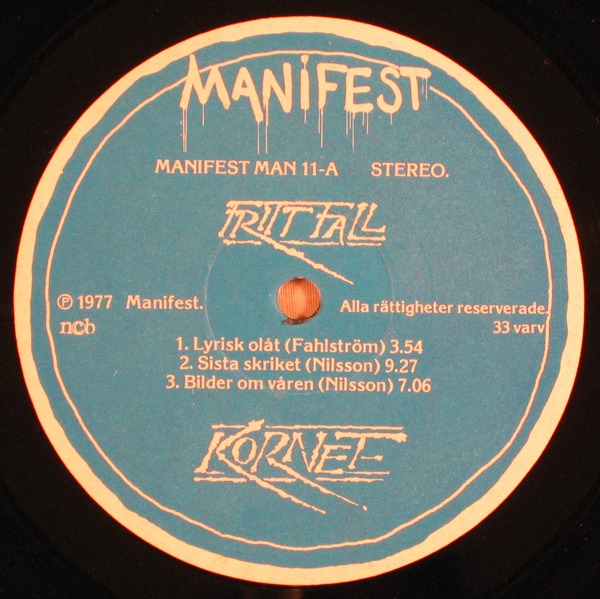 MANIFEST
MANIFEST MAN 11-A STEREO.
FRITT FALL
℗ 1977 Manifest.
ncb
Alla rättigheter reserverade.
33 varv
1. Lyrisk olåt (Fahlström) 3.54
2. Sista skriket (Nilsson) 9.27
3. Bilder om våren (Nilsson) 7.06
KORNET